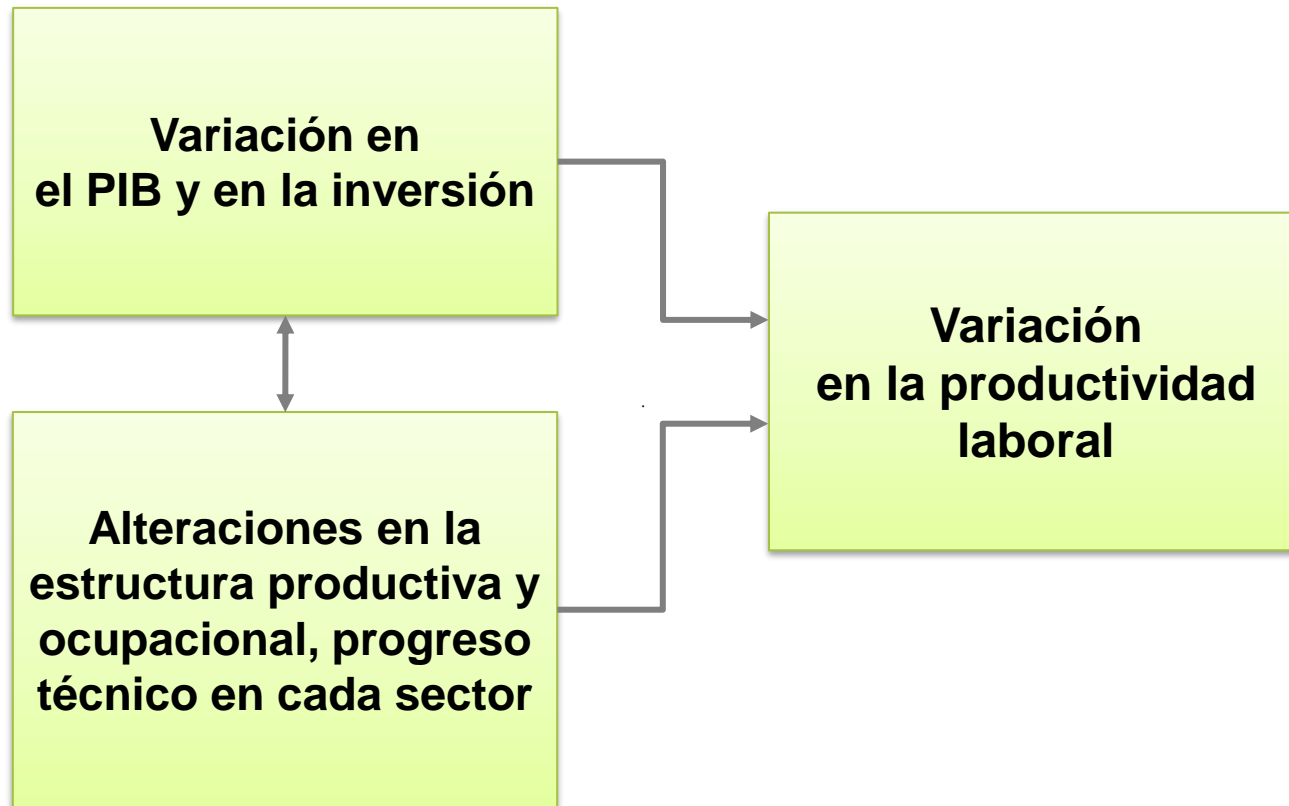 Variación en
el PIB y en la inversión
Variación
en la productividad
laboral
Alteraciones en la
estructura productiva y
ocupacional, progreso
técnico en cada sector